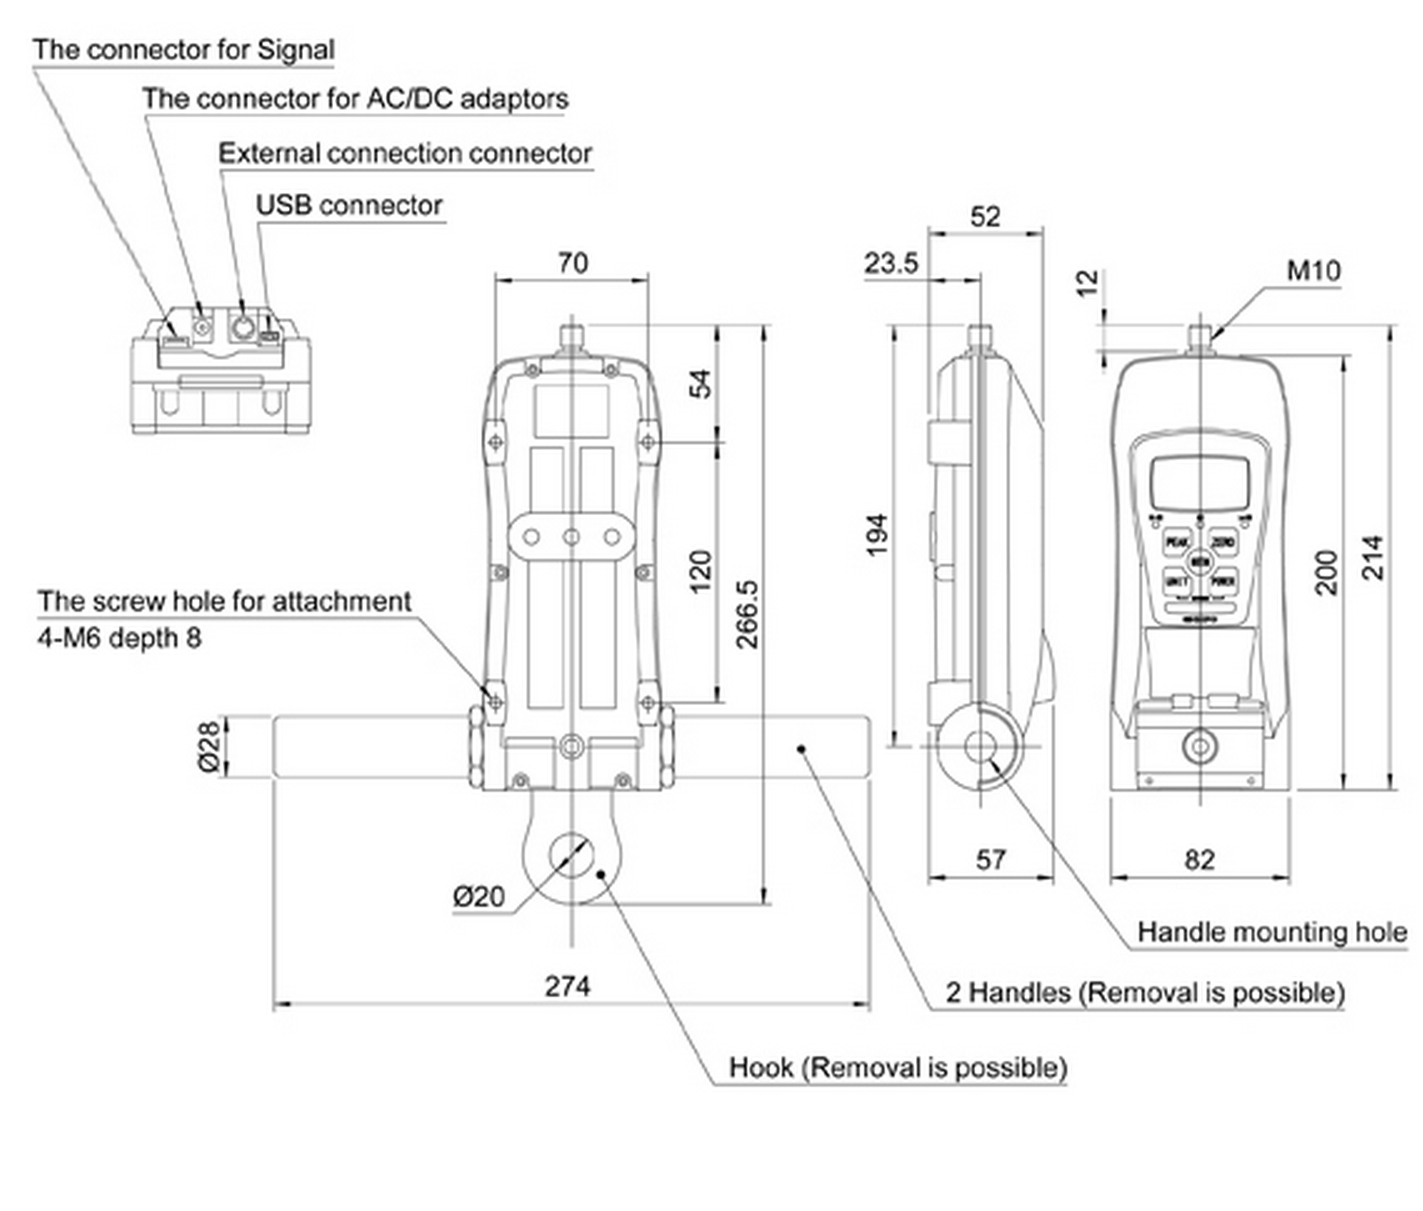 The connector for Signal
The connector for AC/DC adaptors
External connection connector
USB connector
52
70
23.5
12
M10
54
194
120
266.5
200
214
PEAK
ZERO
UNIT
POWER
The screw hole for attachment
4-M6 depth 8
Ø28
57
82
Ø20
Handle mounting hole
274
2 Handles (Removal is possible)
Hook (Removal is possible)